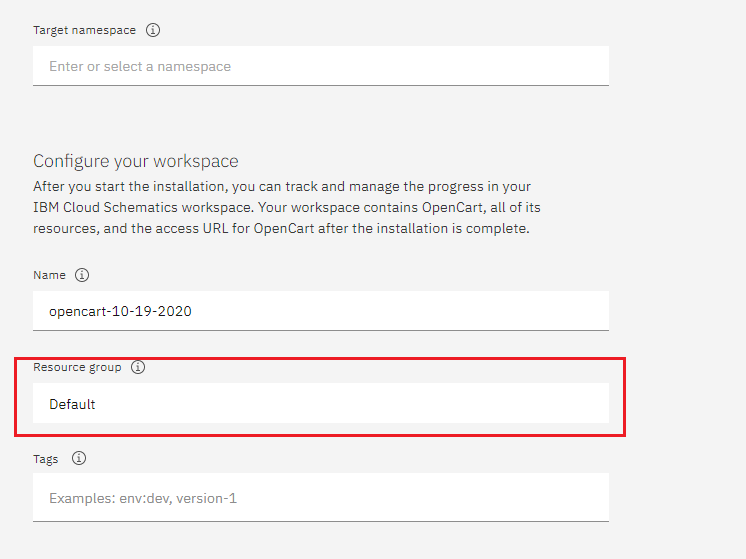 Target namespace
Enter or select a namespace
Configure your workspace
After you start the installation, you can track and manage the progress in your
IBM Cloud Schematics workspace. Your workspace contains OpenCart, all of its
resources, and the access URL for OpenCart after the installation is complete.
Name
opencart-10-19-2020
Resource group
Default
Tags
Examples: env:dev, version-1